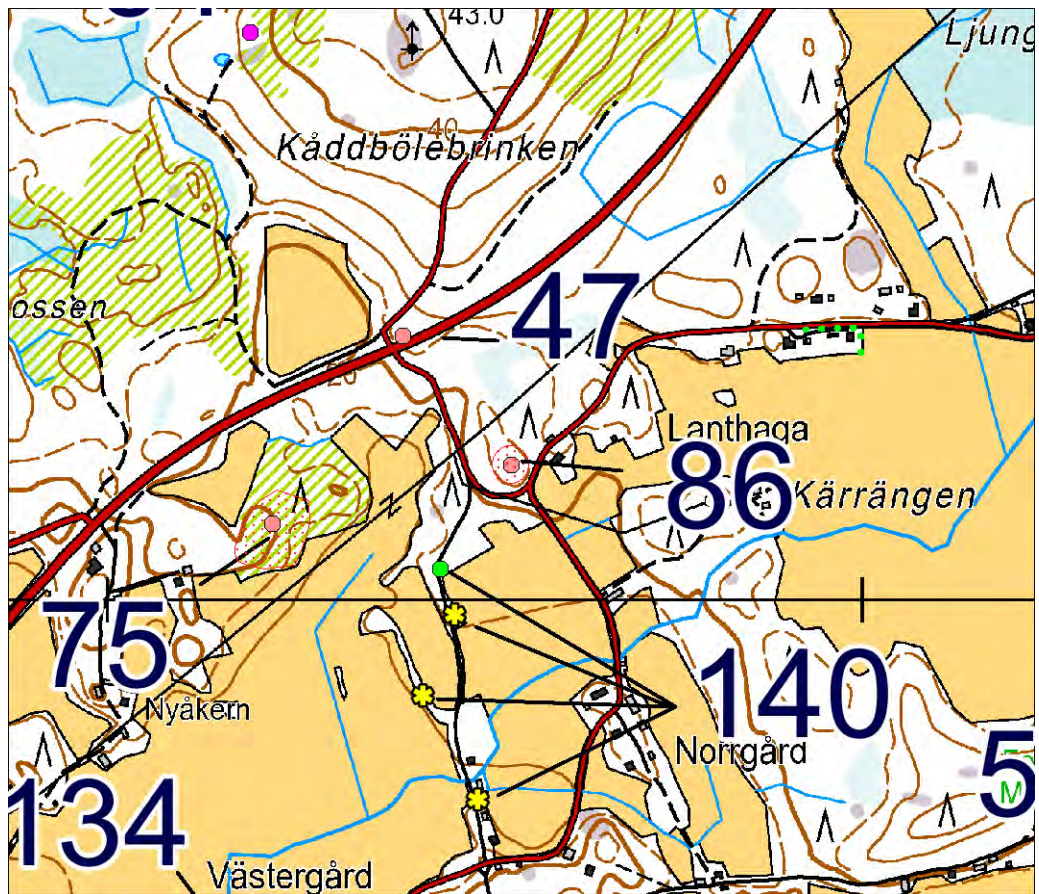 43.0
Ljung
40
Kåddbölebrinken
ossen
47
20
Lanthaga
86
Kärrängen
75
140
Nyåkern
Norrgård
5
M
134
Västergård